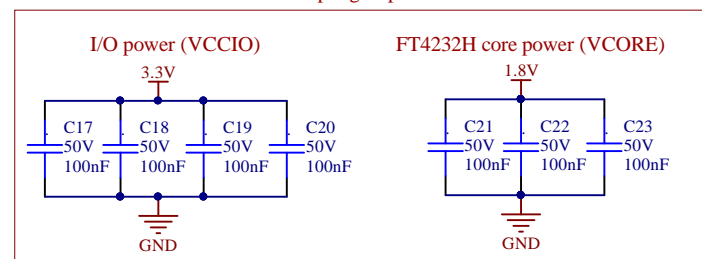 I/O power (VCCIO)
3.3V
C17
50V
100nF
C18
50V
100nF
C19
50V
100nF
C20
50V
100nF
GND
FT4232H core power (VCORE)
1.8V
C21
50V
100nF
C22
50V
100nF
C23
50V
100nF
GND